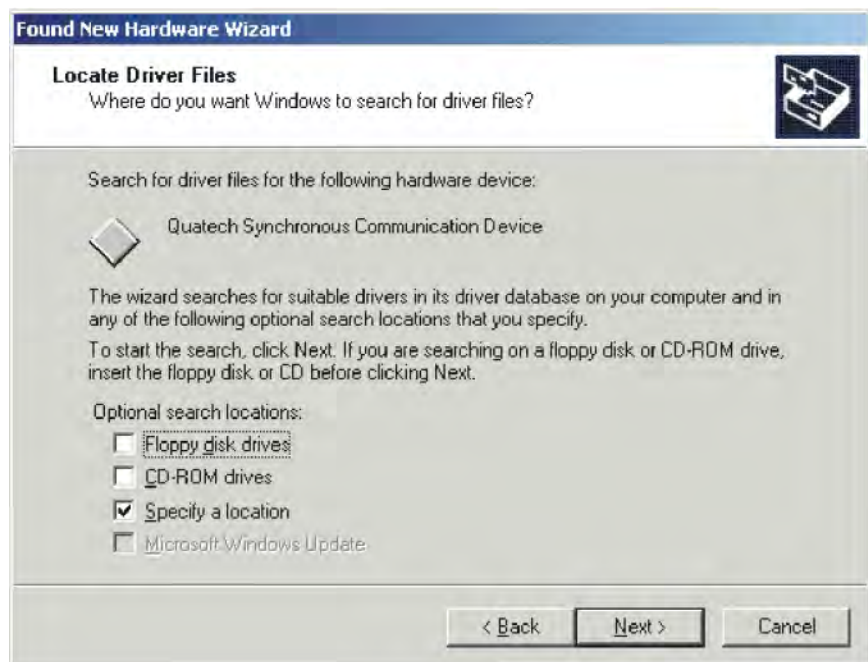 Found New Hardware Wizard
Locate Driver Files
Where do you want Windows to search for driver files?
Search for driver files for the following hardware device:
Quatech Synchronous Communication Device
The wizard searches for suitable drivers in its driver database on your computer and in
any of the following optional search locations that you specify.
To start the search, click Next. If you are searching on a floppy disk or CD-ROM drive,
insert the floppy disk or CD before clicking Next.
Optional search locations:
Floppy disk drives
CD-ROM drives
Specify a location
Microsoft Windows Update
< Back Next > Cancel